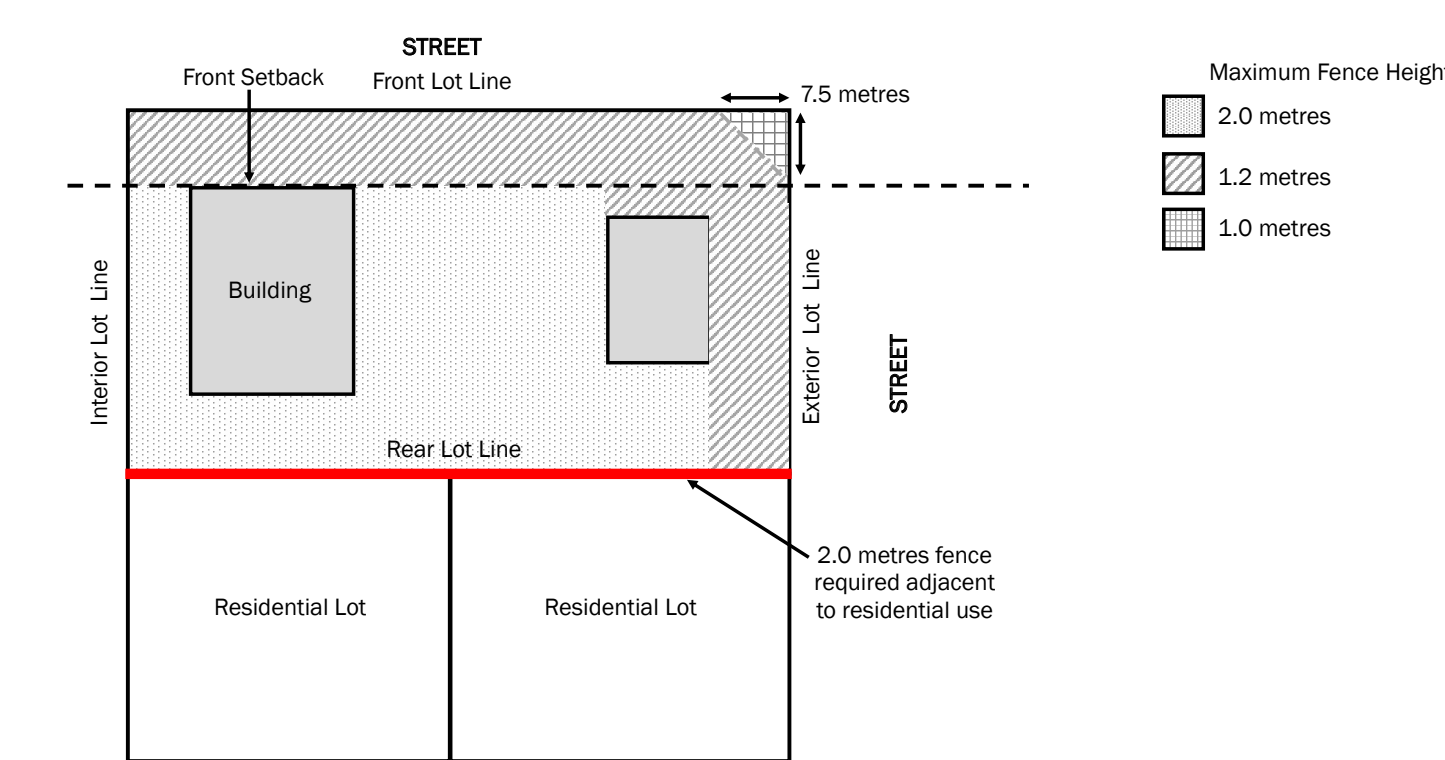 STREET
Front Setback
Front Lot Line
7.5 metres
Maximum Fence Height
2.0 metres
1.2 metres
1.0 metres
Interior Lot Line
Building
Exterior Lot Line
STREET
Rear Lot Line
2.0 metres fence
required adjacent
to residential use
Residential Lot
Residential Lot